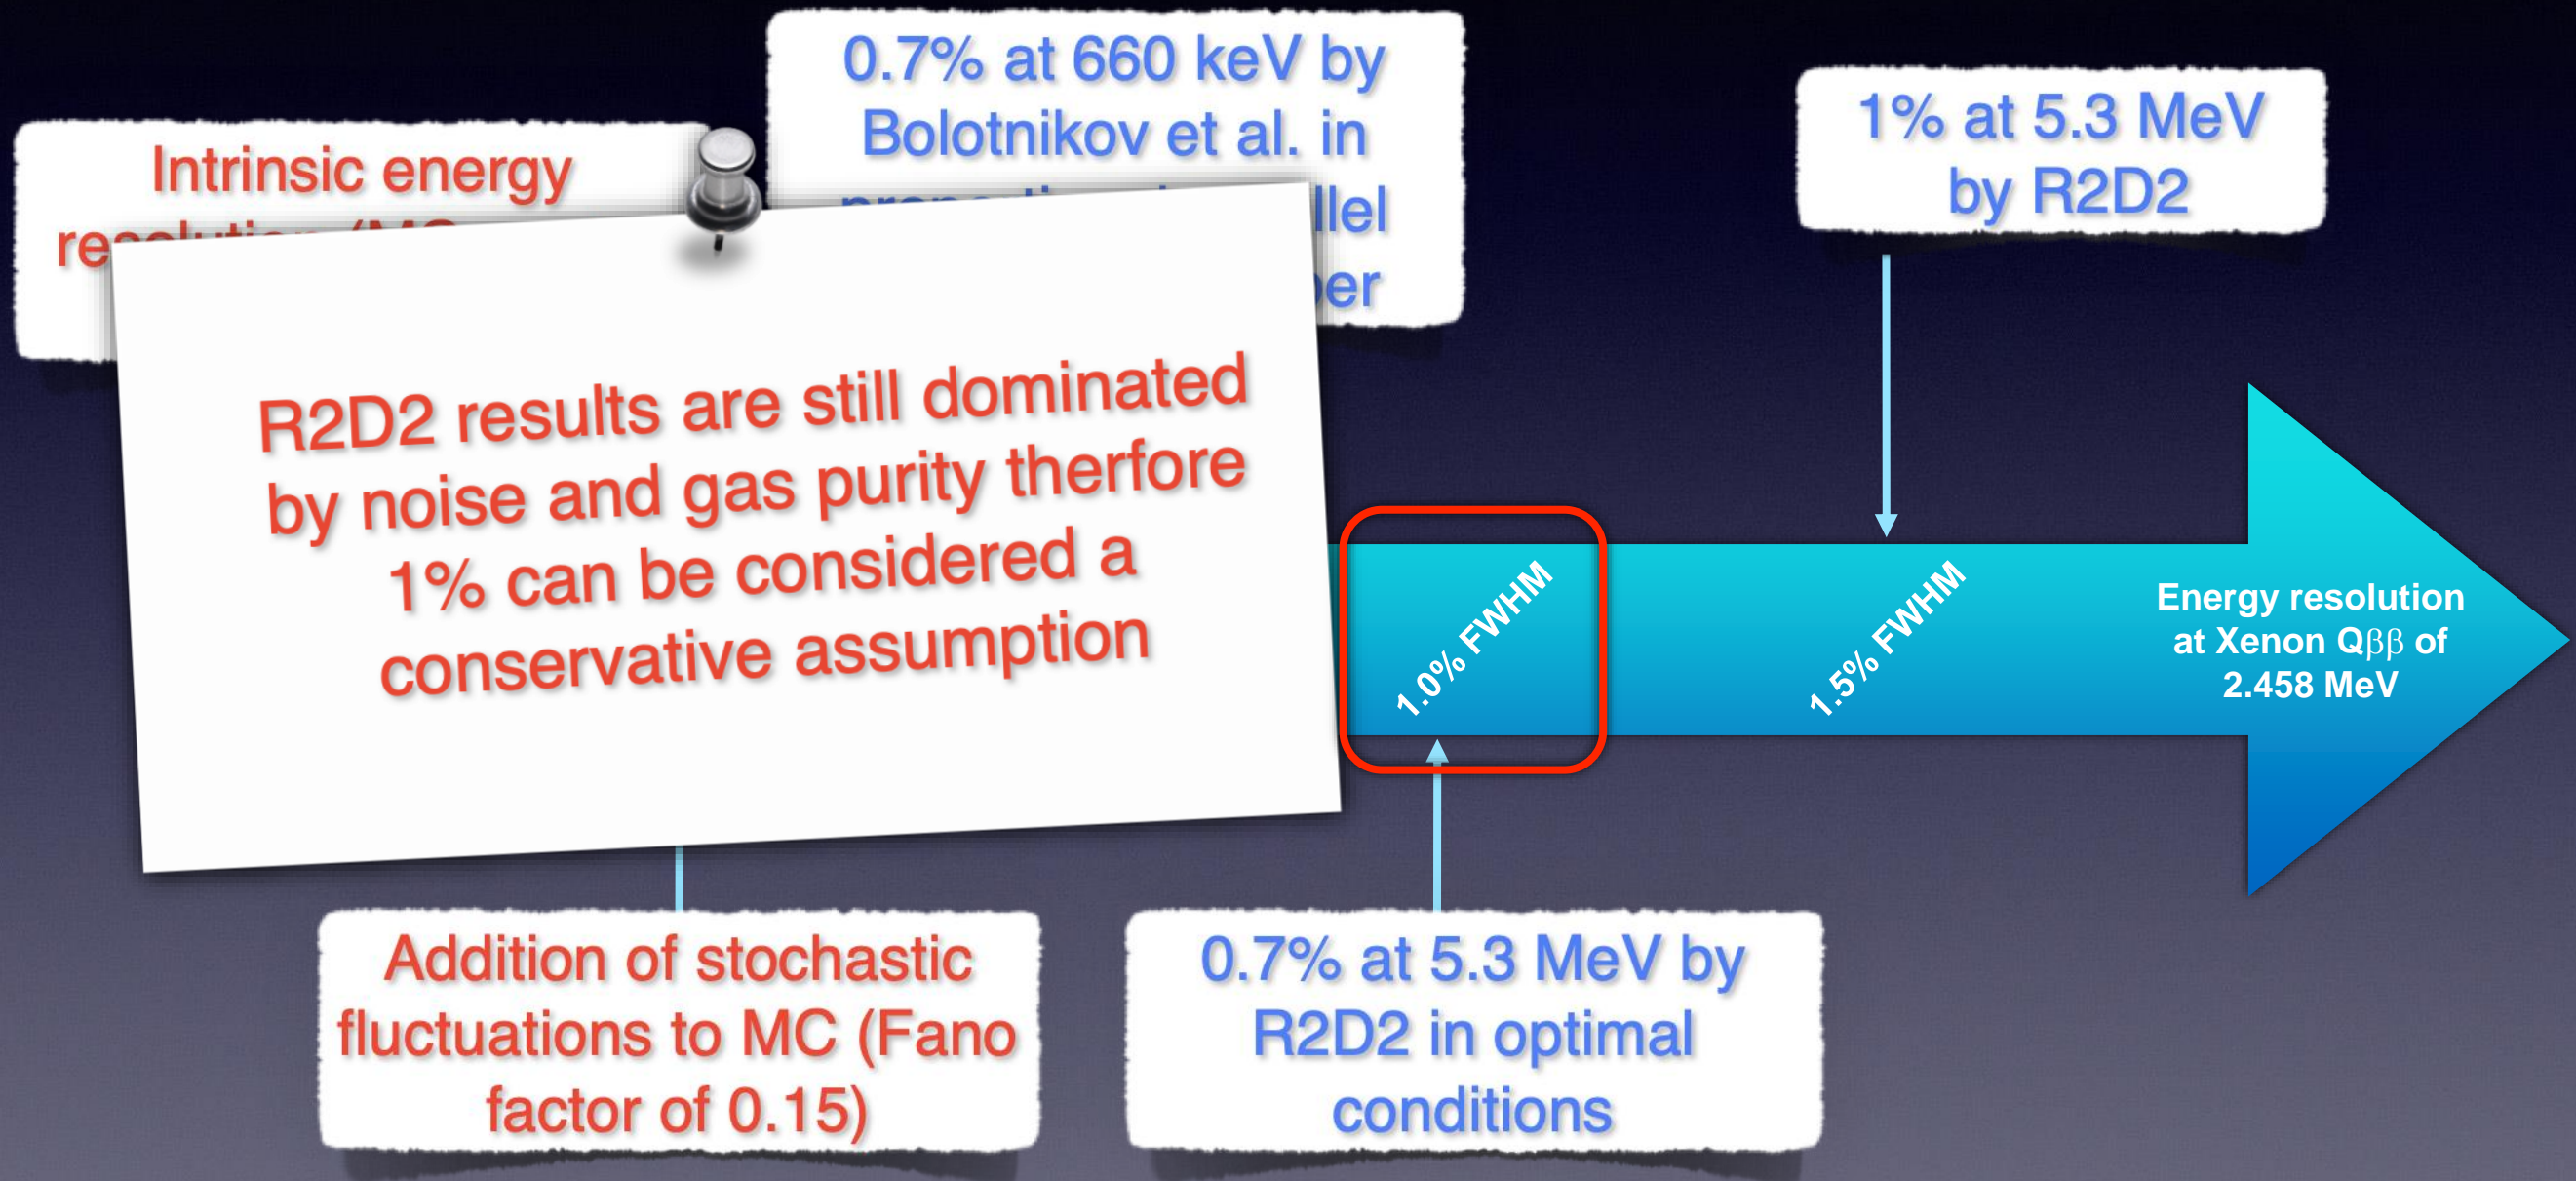 Intrinsic energy
0.7% at 660 keV by
Bolotnikov et al. in
1% at 5.3 MeV
by R2D2
R2D2 results are still dominated
by noise and gas purity therfore
1% can be considered a
conservative assumption
1.0% FWHM
1.5% FWHM
Energy resolution
at Xenon Qββ of
2.458 MeV
Addition of stochastic
fluctuations to MC (Fano
factor of 0.15)
0.7% at 5.3 MeV by
R2D2 in optimal
conditions